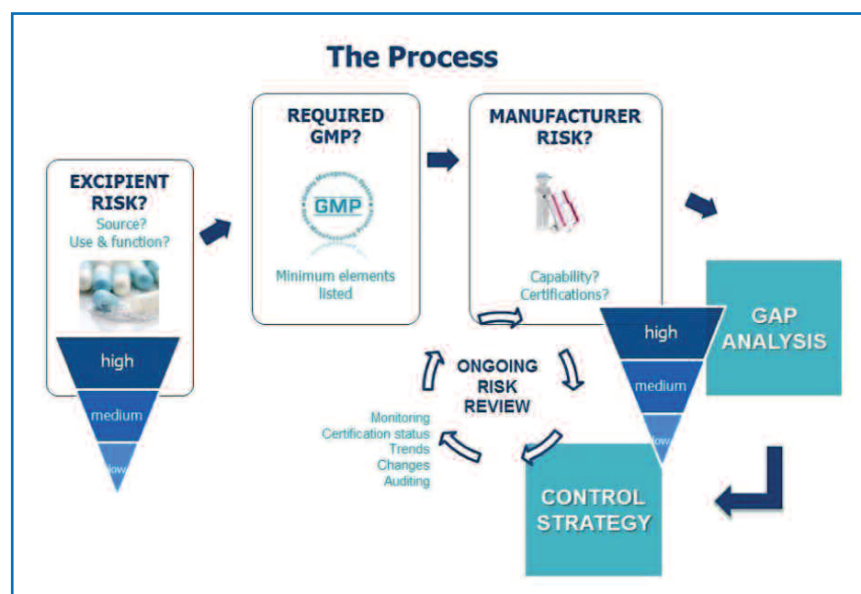 The Process
EXCIPIENT
RISK?
Source?
Use & function?
high
medium
low
REQUIRED
GMP?
GMP
Minimum elements
listed
MANUFACTURER
RISK?
Capability?
Certifications?
high
medium
low
GAP
ANALYSIS
ONGOING
RISK
REVIEW
Monitoring
Certification status
Trends
Changes
Auditing
CONTROL
STRATEGY